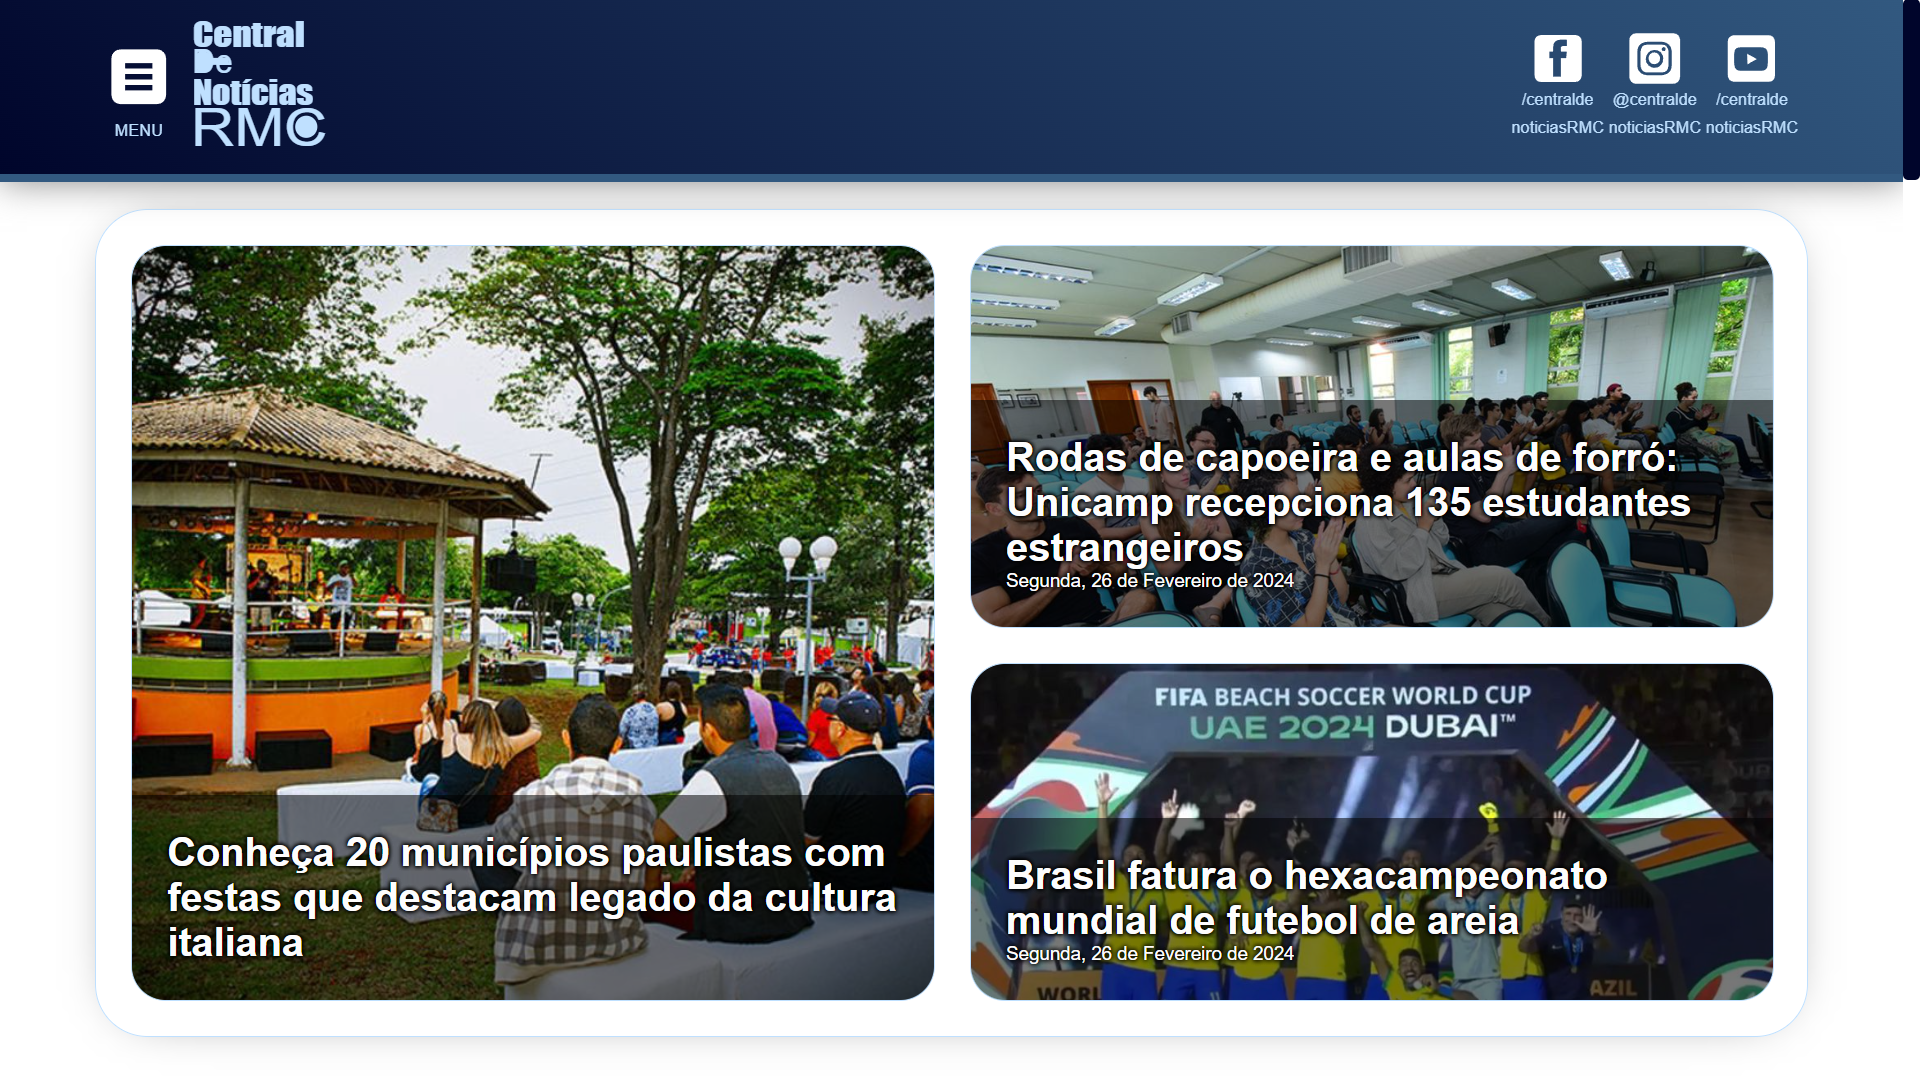 Central
De
Notícias
RMC
MENU
/centralde
noticiasRMC
@centralde
noticiasRMC
/centralde
noticiasRMC
Conheça 20 municípios paulistas com
festas que destacam legado da cultura
italiana
Rodas de capoeira e aulas de forró:
Unicamp recepciona 135 estudantes
estrangeiros
Segunda, 26 de Fevereiro de 2024
FIFA BEACH SOCCER WORLD CUP
UAE 2024 DUBAI™
Brasil fatura o hexacampeonato
mundial de futebol de areia
Segunda, 26 de Fevereiro de 2024